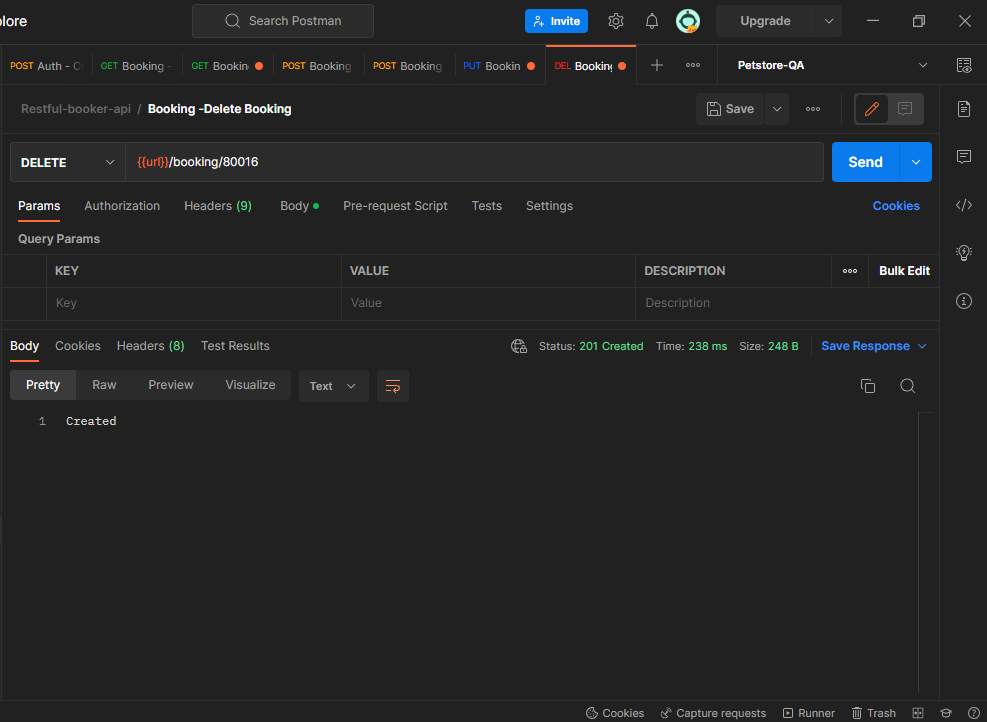 lore
Search Postman
Invite
Upgrade
POST Auth - C
GET Booking -
GET Bookin
POST Booking
POST Booking
PUT Bookin
DEL Booking
Petstore-QA
Restful-booker-api / Booking -Delete Booking
Save
DELETE
{{url}}/booking/80016
Send
Params Authorization Headers (9) Body Pre-request Script Tests Settings Cookies
Query Params
KEY VALUE DESCRIPTION Bulk Edit
Key Value Description
Body Cookies Headers (8) Test Results Status: 201 Created Time: 238 ms Size: 248 B Save Response
Pretty Raw Preview Visualize Text
1 Created
Cookies Capture requests Runner Trash